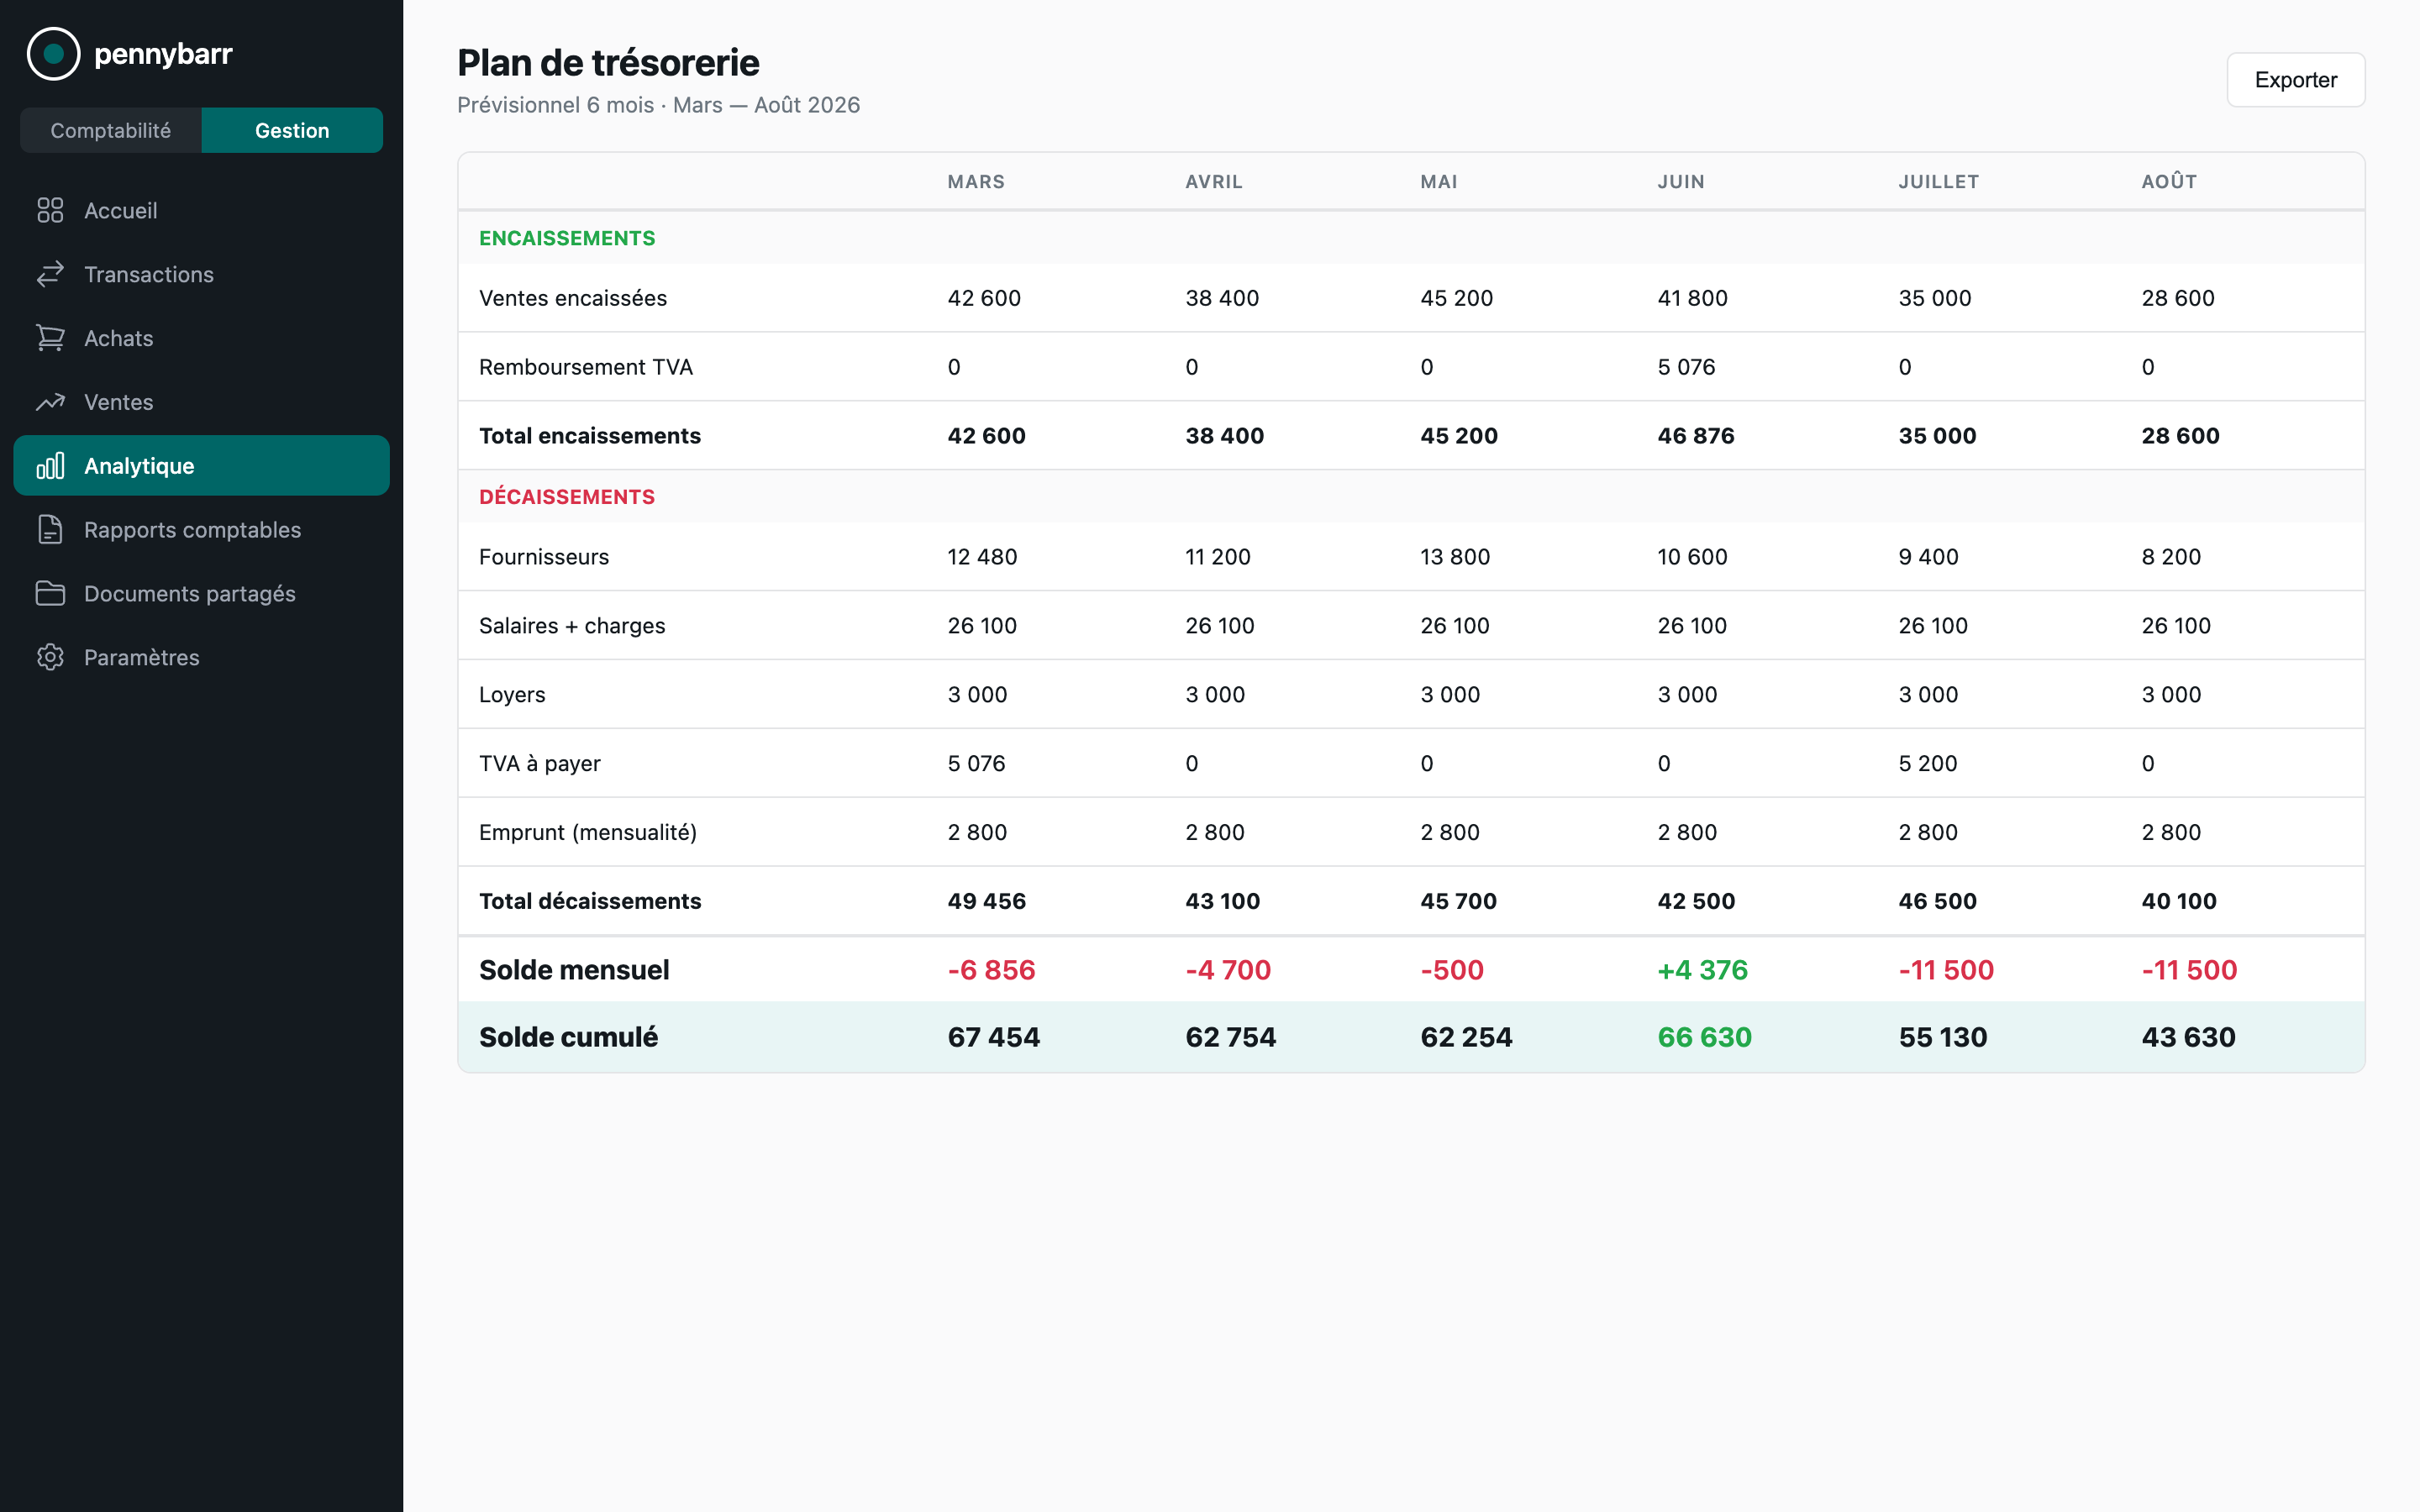 pennybarr
Comptabilité Gestion
Accueil
Transactions
Achats
Ventes
Analytique
Rapports comptables
Documents partagés
Paramètres
Plan de trésorerie
Prévisionnel 6 mois · Mars — Août 2026
Exporter
MARS AVRIL MAI JUIN JUILLET AOÛT
ENCAISSEMENTS
Ventes encaissées 42 600 38 400 45 200 41 800 35 000 28 600
Remboursement TVA 0 0 0 5 076 0 0
Total encaissements 42 600 38 400 45 200 46 876 35 000 28 600
DÉCAISSEMENTS
Fournisseurs 12 480 11 200 13 800 10 600 9 400 8 200
Salaires + charges 26 100 26 100 26 100 26 100 26 100 26 100
Loyers 3 000 3 000 3 000 3 000 3 000 3 000
TVA à payer 5 076 0 0 0 5 200 0
Emprunt (mensualité) 2 800 2 800 2 800 2 800 2 800 2 800
Total décaissements 49 456 43 100 45 700 42 500 46 500 40 100
Solde mensuel -6 856 -4 700 -500 +4 376 -11 500 -11 500
Solde cumulé 67 454 62 754 62 254 66 630 55 130 43 630